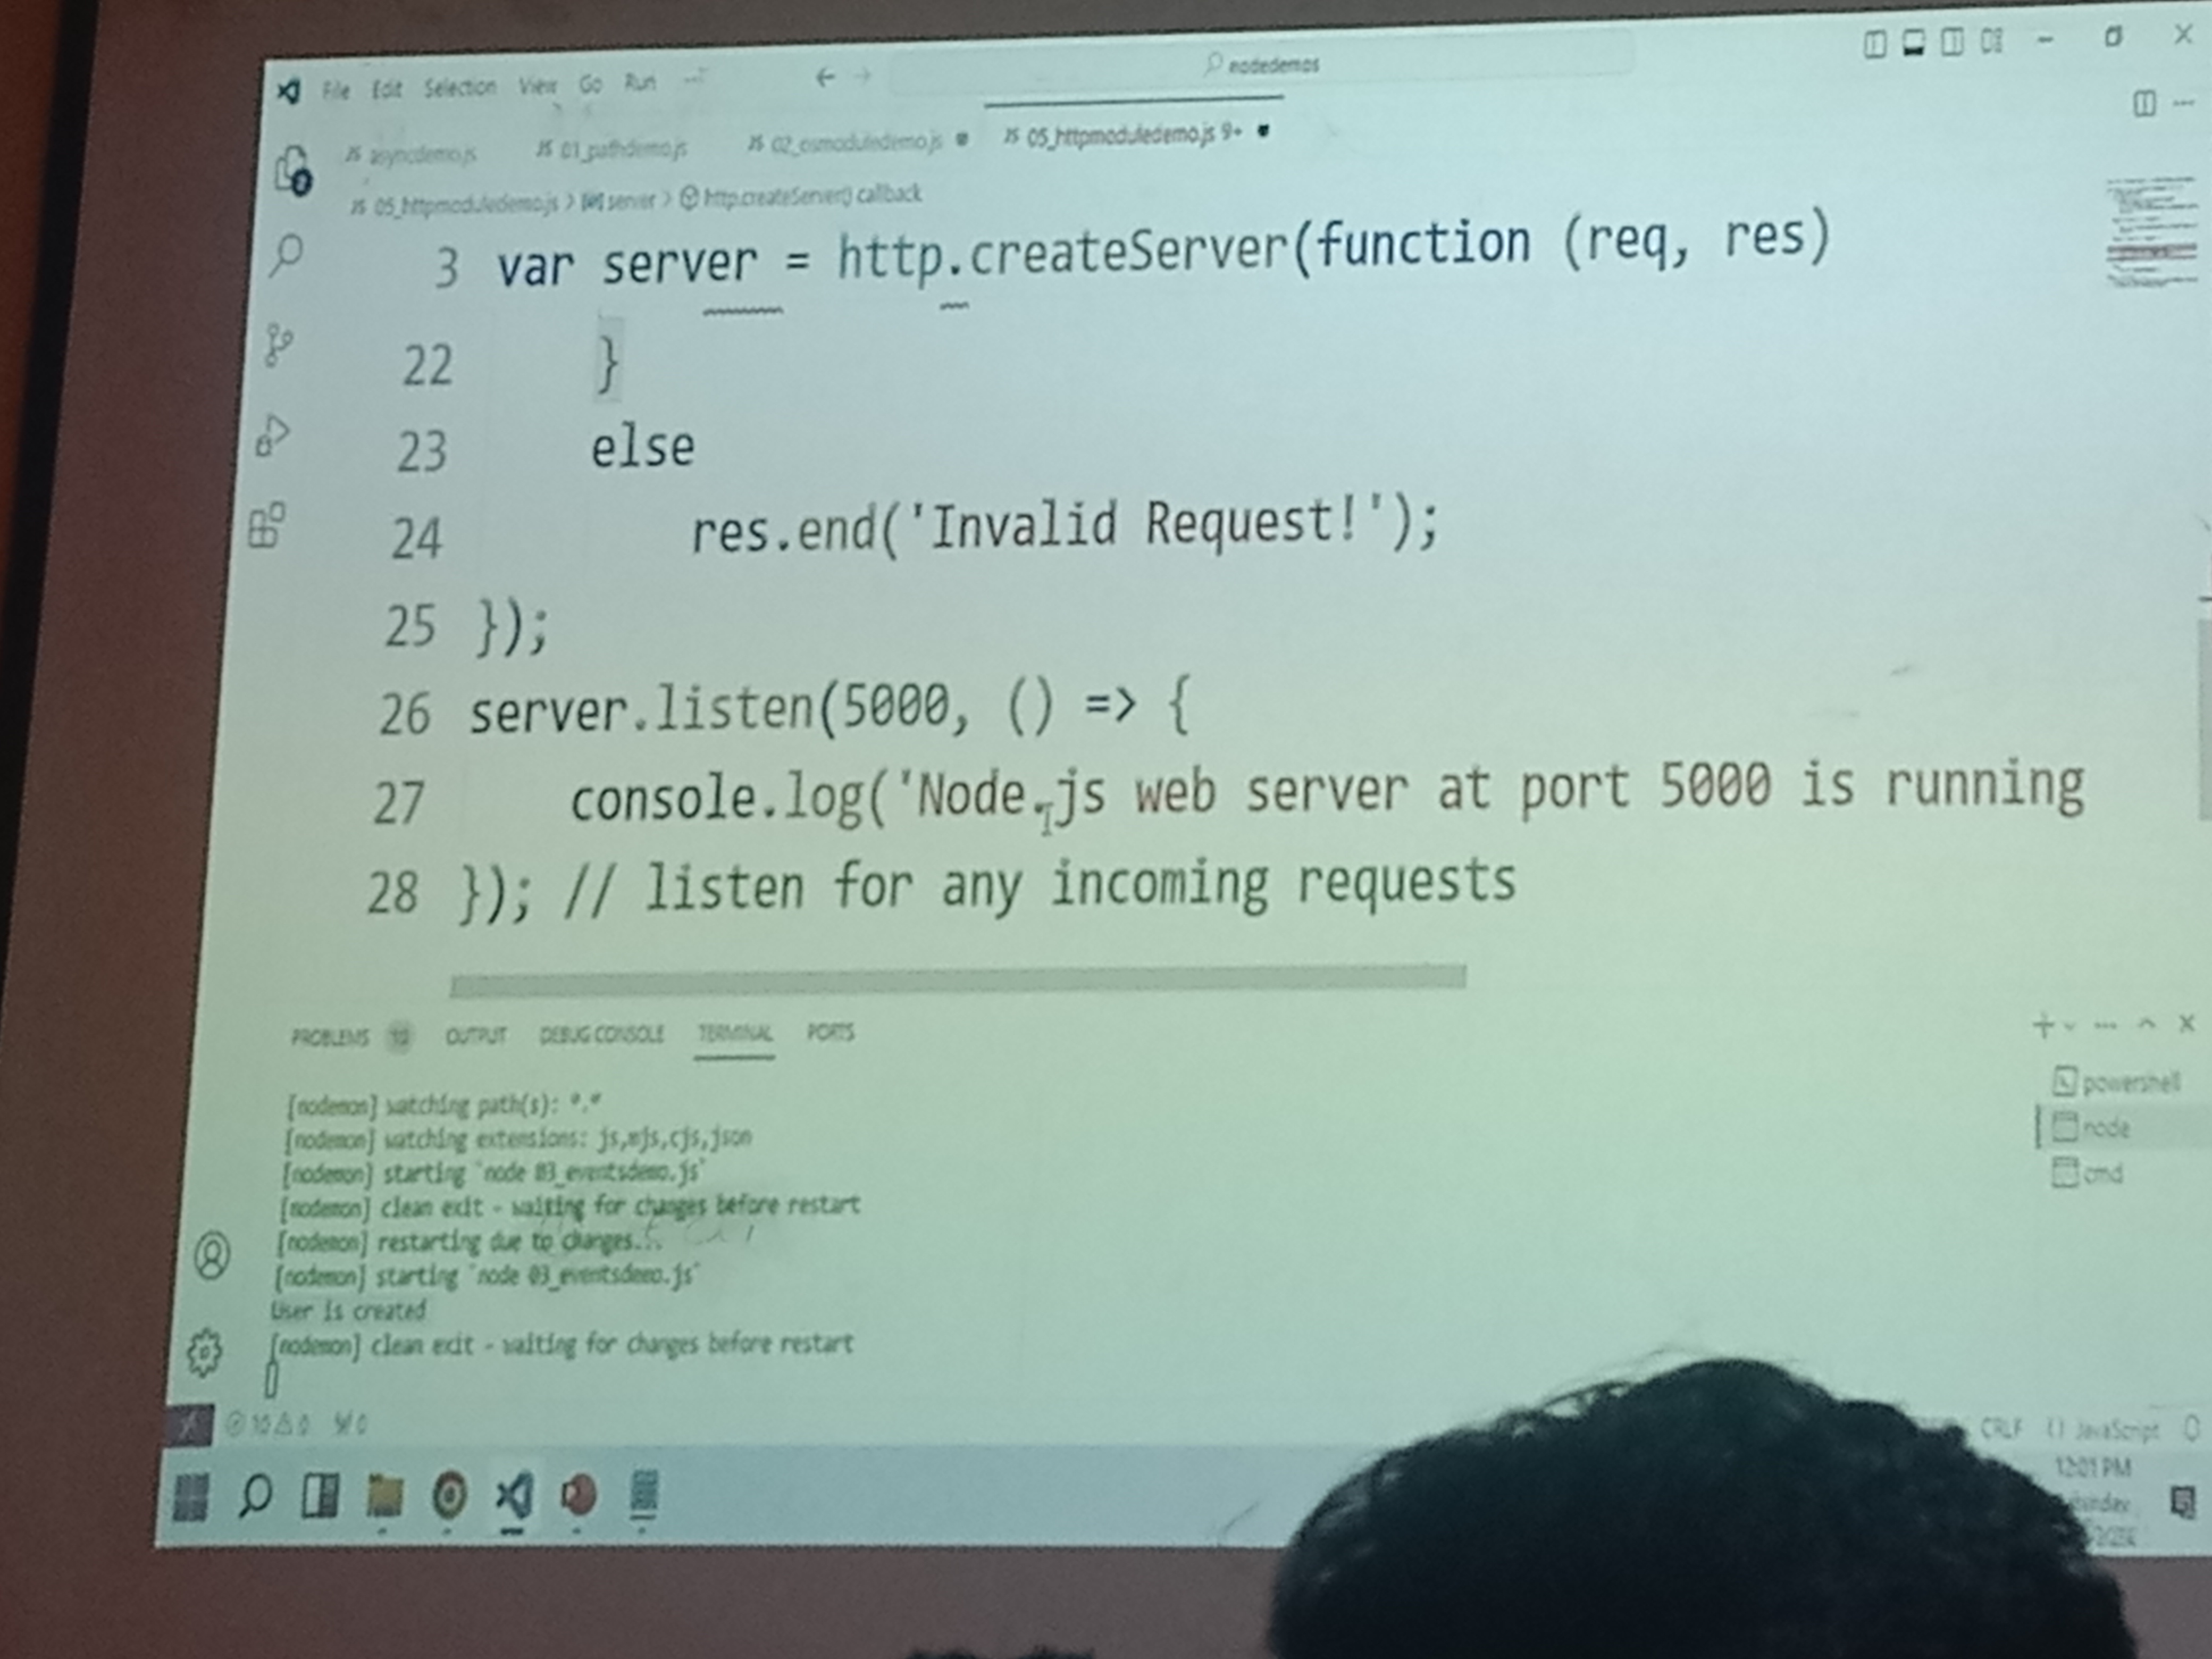 File Edit Selection View Go Run ... nodedemos
JS asyncdemo.js JS 01_pathdemo.js JS 02_osmoduledemo.js JS 05_httpmoduledemo.js 9+
JS 05_httpmoduledemo.js > server > http.createServer() callback
3 var server = http.createServer(function (req, res)
22 }
23 else
24 res.end('Invalid Request!');
25 });
26 server.listen(5000, () => {
27 console.log('Node.js web server at port 5000 is running
28 }); // listen for any incoming requests
PROBLEMS 10 OUTPUT DEBUG CONSOLE TERMINAL PORTS
[nodemon] watching path(s): *.*
[nodemon] watching extensions: js,mjs,cjs,json
[nodemon] starting `node 03_eventsdemo.js`
[nodemon] clean exit - waiting for changes before restart
[nodemon] restarting due to changes...
[nodemon] starting `node 03_eventsdemo.js`
User is created
[nodemon] clean exit - waiting for changes before restart
powershell
node
cmd
10 0 0
CRLF {} JavaScript
12:01 PM